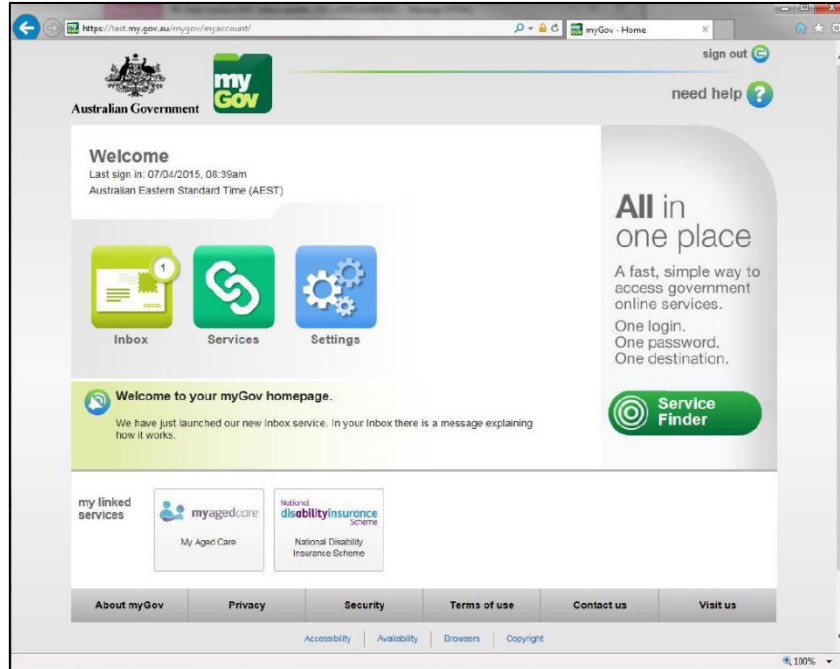 https://test.my.gov.au/mygov/myaccount/
myGov - Home
sign out
Australian Government
my
Gov
need help ?
Welcome
Last sign in: 07/04/2015, 08:39am
Australian Eastern Standard Time (AEST)
1
Inbox
Services
Settings
All in
one place
A fast, simple way to
access government
online services.
One login.
One password.
One destination.
Service
Finder
Welcome to your myGov homepage.
We have just launched our new Inbox service. In your Inbox there is a message explaining
how it works.
my linked
services
myagedcare
My Aged Care
National
disabilityinsurance
Scheme
National Disability
Insurance Scheme
About myGov
Privacy
Security
Terms of use
Contact us
Visit us
Accessibility
Availability
Browsers
Copyright
100%